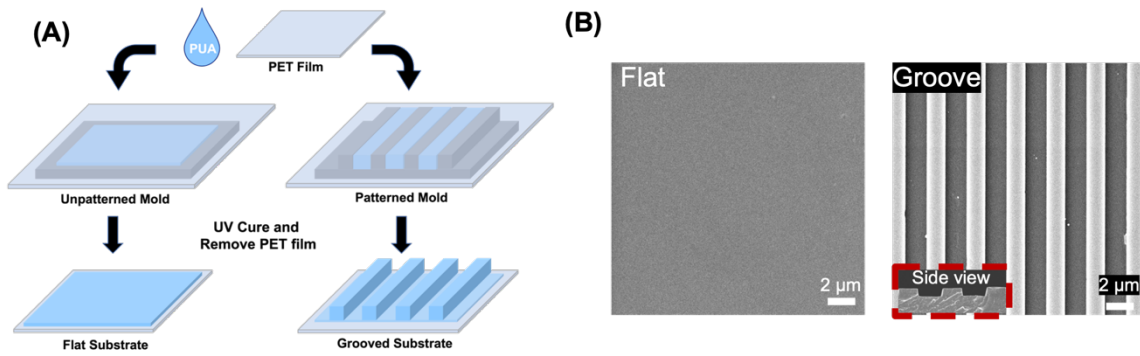 (A)
PUA
PET Film
Unpatterned Mold
Patterned Mold
UV Cure and
Remove PET film
Flat Substrate
Grooved Substrate
(B)
Flat
2 μm
Groove
Side view
2 μm